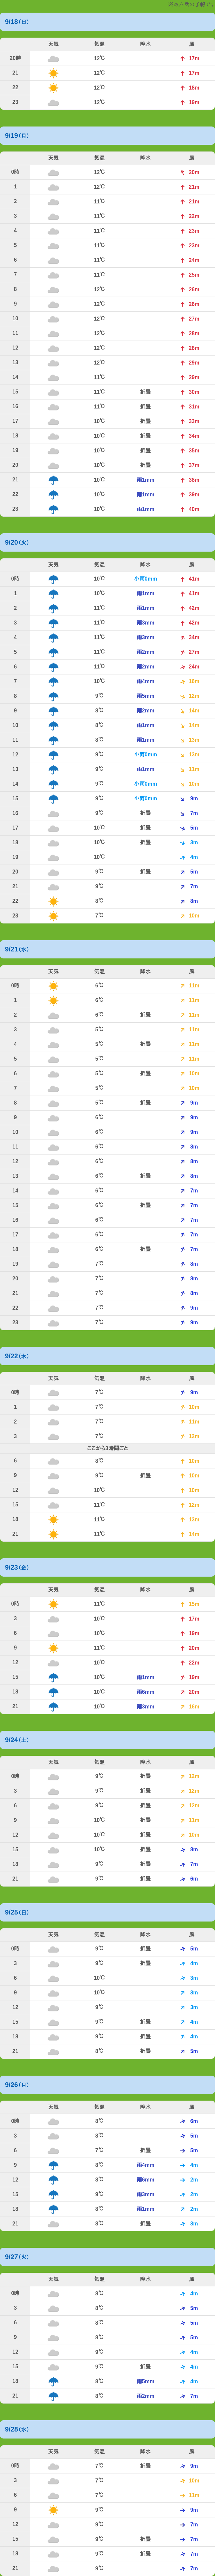 9/18(日)
天気 気温 降水 風
20時 12℃ 17m
21 12℃ 17m
22 12℃ 18m
23 12℃ 19m
9/19(月)
天気 気温 降水 風
0時 12℃ 20m
1 12℃ 21m
2 11℃ 21m
3 11℃ 22m
4 11℃ 23m
5 11℃ 23m
6 11℃ 24m
7 11℃ 25m
8 12℃ 26m
9 12℃ 26m
10 12℃ 27m
11 12℃ 28m
12 12℃ 29m
13 12℃ 29m
14 11℃ 29m
15 11℃ 折曇 30m
16 11℃ 折曇 31m
17 10℃ 折曇 33m
18 10℃ 折曇 34m
19 10℃ 折曇 35m
20 10℃ 折曇 37m
21 10℃ 雨1mm 38m
22 10℃ 雨1mm 39m
23 10℃ 雨1mm 40m
9/20(火)
天気 気温 降水 風
0時 10℃ 小雨0mm 41m
1 10℃ 雨1mm 41m
2 10℃ 雨1mm 42m
3 10℃ 雨3mm 42m
4 11℃ 雨3mm 34m
5 11℃ 雨2mm 27m
6 11℃ 雨2mm 24m
7 10℃ 雨4mm 16m
8 9℃ 雨5mm 12m
9 8℃ 雨2mm 14m
10 9℃ 雨1mm 14m
11 8℃ 雨1mm 13m
12 9℃ 小雨0mm 13m
13 9℃ 雨1mm 11m
14 9℃ 小雨0mm 10m
15 9℃ 小雨0mm 9m
16 9℃ 折曇 7m
17 10℃ 折曇 5m
18 10℃ 折曇 3m
19 10℃ 4m
20 9℃ 折曇 5m
21 9℃ 7m
22 8℃ 8m
23 7℃ 10m
9/21(水)
天気 気温 降水 風
0時 6℃ 11m
1 6℃ 11m
2 6℃ 折曇 11m
3 5℃ 11m
4 5℃ 折曇 11m
5 5℃ 11m
6 5℃ 折曇 10m
7 5℃ 10m
8 5℃ 折曇 9m
9 6℃ 9m
10 6℃ 9m
11 6℃ 8m
12 6℃ 8m
13 6℃ 折曇 8m
14 6℃ 7m
15 6℃ 折曇 7m
16 6℃ 7m
17 6℃ 7m
18 6℃ 折曇 7m
19 7℃ 8m
20 7℃ 8m
21 7℃ 8m
22 7℃ 9m
23 7℃ 9m
9/22(木)
天気 気温 降水 風
0時 7℃ 9m
1 7℃ 10m
2 7℃ 11m
3 7℃ 12m
ここから3時間ごと
6 8℃ 10m
9 9℃ 折曇 10m
12 10℃ 10m
15 11℃ 12m
18 11℃ 13m
21 11℃ 14m
9/23(金)
天気 気温 降水 風
0時 11℃ 15m
3 10℃ 17m
6 10℃ 19m
9 11℃ 20m
12 10℃ 22m
15 10℃ 雨1mm 19m
18 10℃ 雨6mm 20m
21 10℃ 雨3mm 16m
9/24(土)
天気 気温 降水 風
0時 9℃ 折曇 12m
3 9℃ 折曇 12m
6 9℃ 折曇 12m
9 10℃ 折曇 11m
12 10℃ 折曇 10m
15 10℃ 折曇 8m
18 9℃ 折曇 7m
21 9℃ 折曇 6m
9/25(日)
天気 気温 降水 風
0時 9℃ 折曇 5m
3 9℃ 折曇 4m
6 10℃ 3m
9 10℃ 3m
12 9℃ 3m
15 9℃ 折曇 4m
18 9℃ 折曇 4m
21 8℃ 折曇 5m
9/26(月)
天気 気温 降水 風
0時 8℃ 6m
3 8℃ 5m
6 7℃ 折曇 5m
9 8℃ 雨4mm 4m
12 8℃ 雨6mm 2m
15 9℃ 雨3mm 2m
18 8℃ 雨1mm 2m
21 8℃ 折曇 3m
9/27(火)
天気 気温 降水 風
0時 8℃ 4m
3 8℃ 5m
6 8℃ 5m
9 8℃ 5m
12 9℃ 4m
15 9℃ 折曇 4m
18 8℃ 雨5mm 4m
21 8℃ 雨2mm 7m
9/28(水)
天気 気温 降水 風
0時 7℃ 折曇 9m
3 7℃ 10m
6 7℃ 11m
9 9℃ 9m
12 9℃ 7m
15 9℃ 折曇 7m
18 9℃ 折曇 7m
21 9℃ 7m